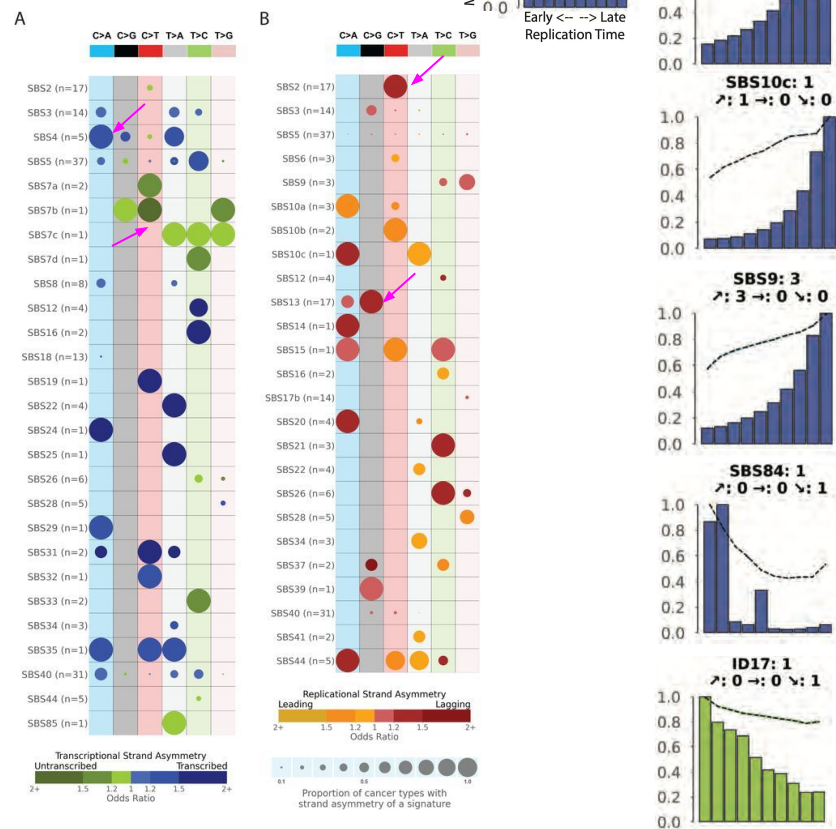 A
C>A C>G C>T T>A T>C T>G
SBS2 (n=17)
SBS3 (n=14)
SBS4 (n=5)
SBS5 (n=37)
SBS7a (n=2)
SBS7b (n=1)
SBS7c (n=1)
SBS7d (n=1)
SBS8 (n=8)
SBS12 (n=4)
SBS16 (n=2)
SBS18 (n=13)
SBS19 (n=1)
SBS22 (n=4)
SBS24 (n=1)
SBS25 (n=1)
SBS26 (n=6)
SBS28 (n=5)
SBS29 (n=1)
SBS31 (n=2)
SBS32 (n=1)
SBS33 (n=2)
SBS34 (n=3)
SBS35 (n=1)
SBS40 (n=31)
SBS44 (n=5)
SBS85 (n=1)
Transcriptional Strand Asymmetry
Untranscribed Transcribed
2+ 1.5 1.2 1 1.2 1.5 2+
Odds Ratio
B
C>A C>G C>T T>A T>C T>G
SBS2 (n=17)
SBS3 (n=14)
SBS5 (n=37)
SBS6 (n=3)
SBS9 (n=3)
SBS10a (n=3)
SBS10b (n=2)
SBS10c (n=1)
SBS12 (n=4)
SBS13 (n=17)
SBS14 (n=1)
SBS15 (n=1)
SBS16 (n=2)
SBS17b (n=14)
SBS20 (n=4)
SBS21 (n=3)
SBS22 (n=4)
SBS26 (n=6)
SBS28 (n=5)
SBS34 (n=3)
SBS37 (n=2)
SBS39 (n=1)
SBS40 (n=31)
SBS41 (n=2)
SBS44 (n=5)
Replicational Strand Asymmetry
Leading Lagging
2+ 1.5 1.2 1 1.2 1.5 2+
Odds Ratio
0.1 0.5 1.0
Proportion of cancer types with
strand asymmetry of a signature
0.0
Early <-- --> Late
Replication Time
0.4
0.2
0.0
SBS10c: 1
↗: 1 →: 0 ↘: 0
1.0
0.8
0.6
0.4
0.2
0.0
SBS9: 3
↗: 3 →: 0 ↘: 0
1.0
0.8
0.6
0.4
0.2
0.0
SBS84: 1
↗: 0 →: 0 ↘: 1
1.0
0.8
0.6
0.4
0.2
0.0
ID17: 1
↗: 0 →: 0 ↘: 1
1.0
0.8
0.6
0.4
0.2
0.0